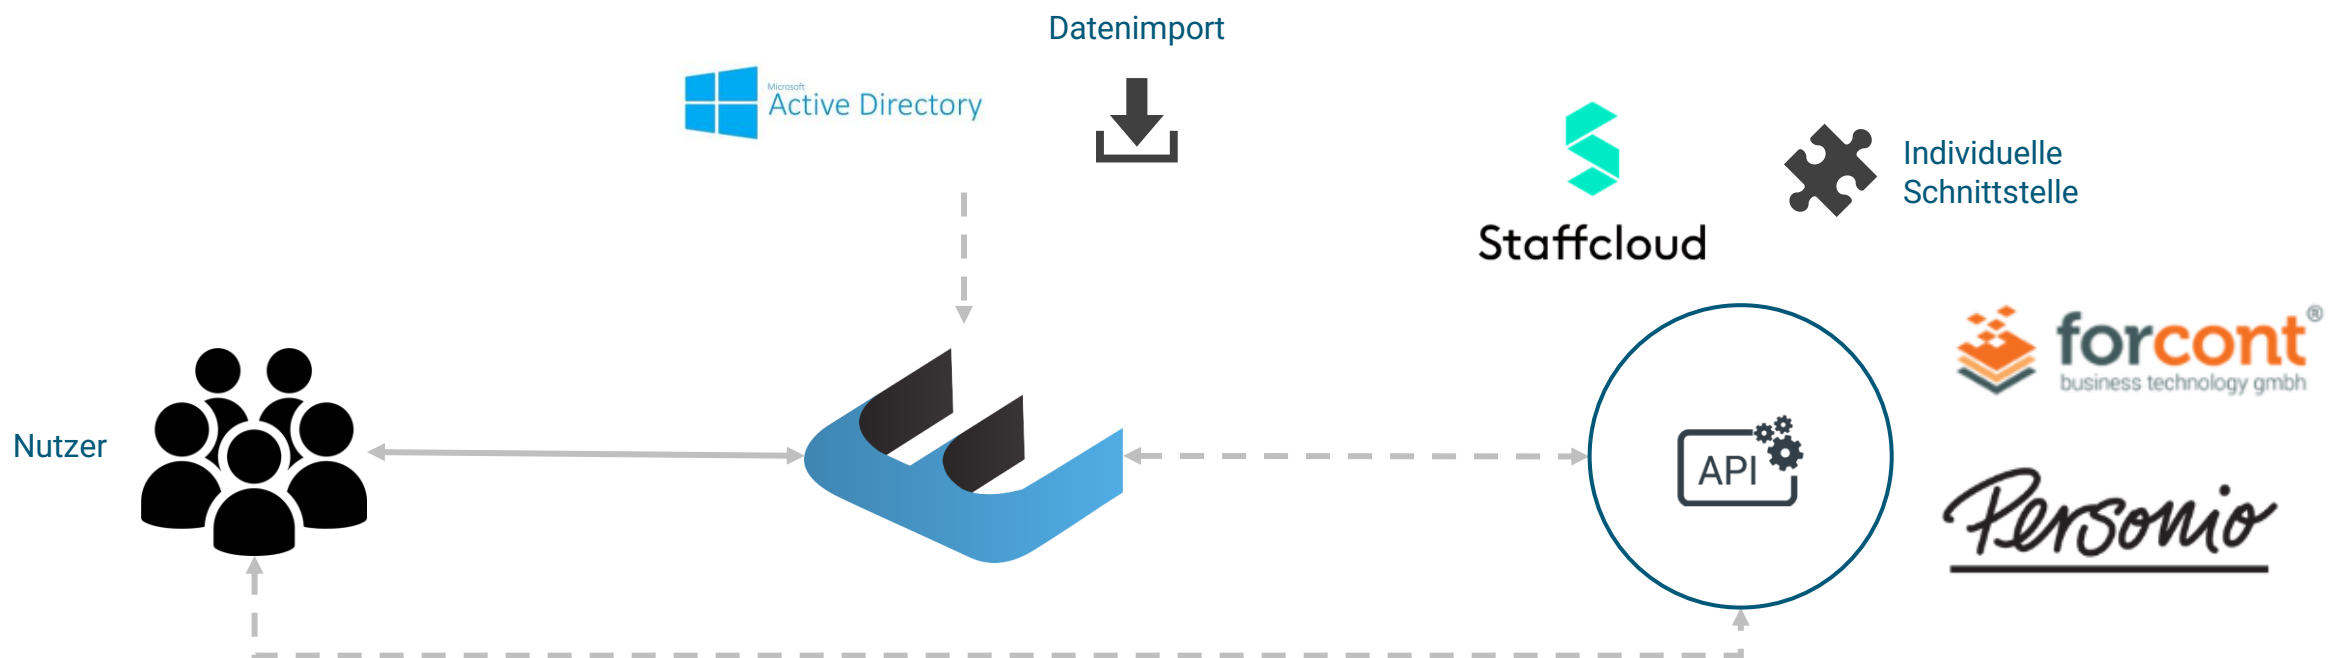 Datenimport
Microsoft
Active Directory
Individuelle
Schnittstelle
Staffcloud
forcont®
business technology gmbh
Nutzer
API
Personio